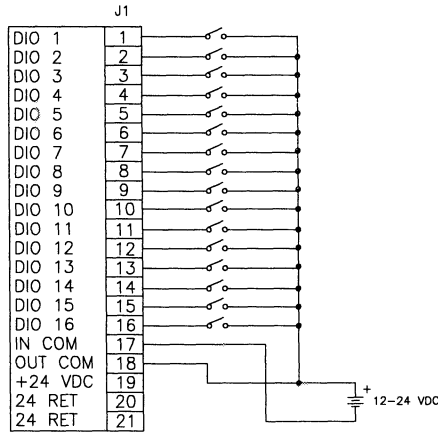 J1
DIO 1 1
DIO 2 2
DIO 3 3
DIO 4 4
DIO 5 5
DIO 6 6
DIO 7 7
DIO 8 8
DIO 9 9
DIO 10 10
DIO 11 11
DIO 12 12
DIO 13 13
DIO 14 14
DIO 15 15
DIO 16 16
IN COM 17
OUT COM 18
+24 VDC 19
24 RET 20
24 RET 21
+
12-24 VDC